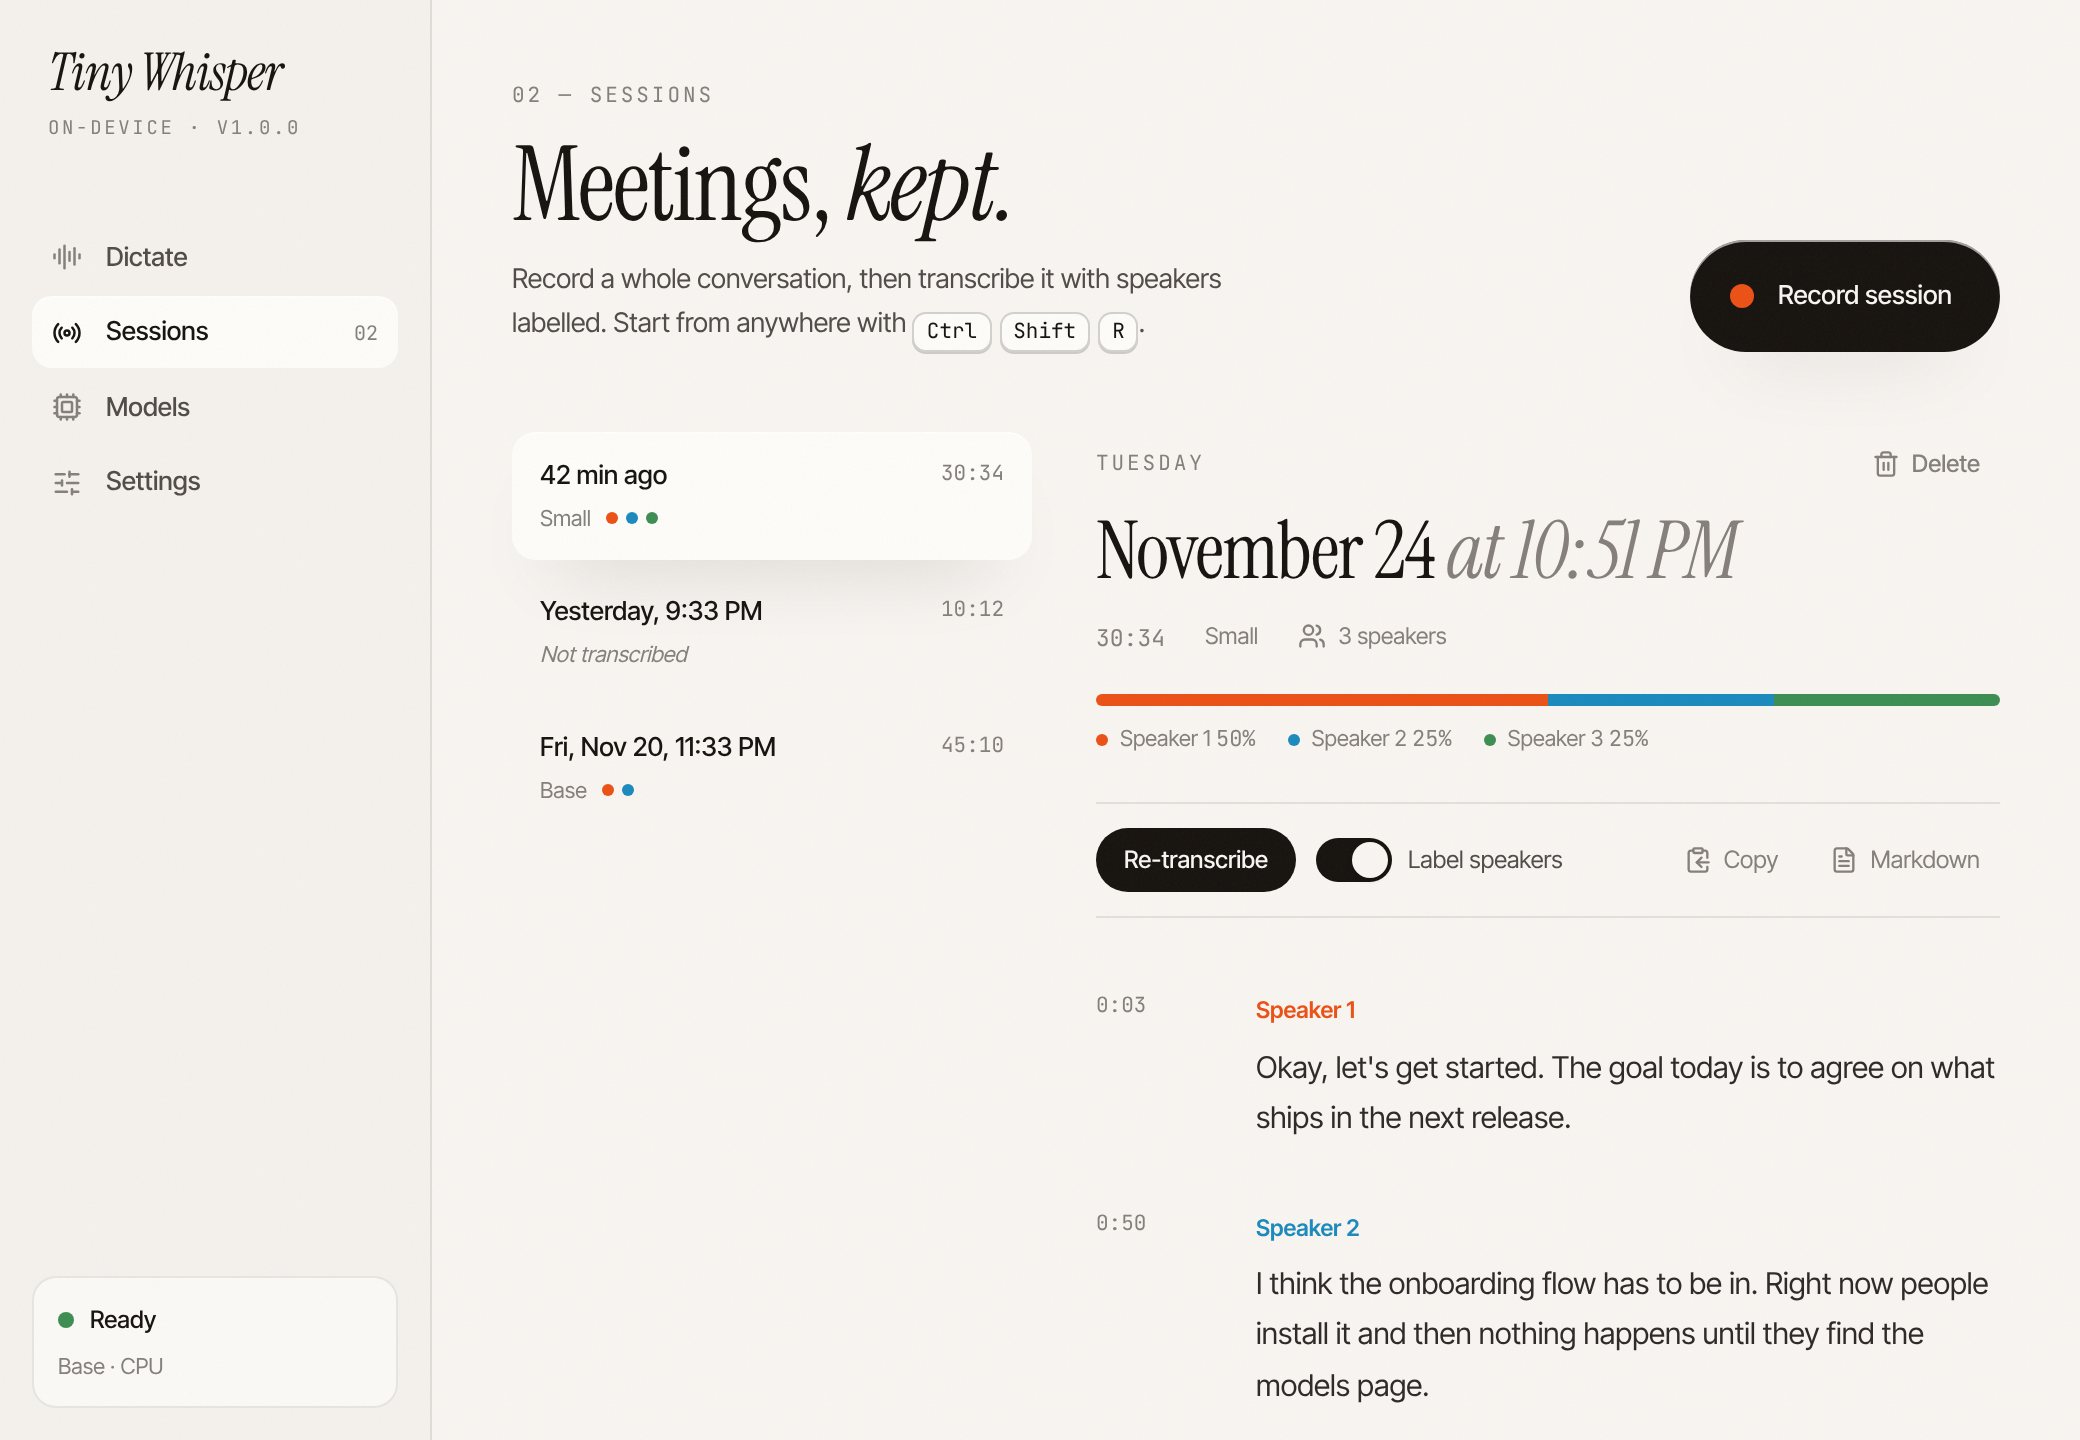 Tiny Whisper
ON-DEVICE · V1.0.0
Dictate
Sessions 02
Models
Settings
Ready
Base · CPU
02 — SESSIONS
Meetings, kept.
Record a whole conversation, then transcribe it with speakers
labelled. Start from anywhere with Ctrl Shift R.
Record session
42 min ago 30:34
Small
Yesterday, 9:33 PM 10:12
Not transcribed
Fri, Nov 20, 11:33 PM 45:10
Base
TUESDAY
Delete
November 24 at 10:51 PM
30:34 Small 3 speakers
Speaker 1 50% Speaker 2 25% Speaker 3 25%
Re-transcribe Label speakers Copy Markdown
0:03 Speaker 1
Okay, let's get started. The goal today is to agree on what
ships in the next release.
0:50 Speaker 2
I think the onboarding flow has to be in. Right now people
install it and then nothing happens until they find the
models page.